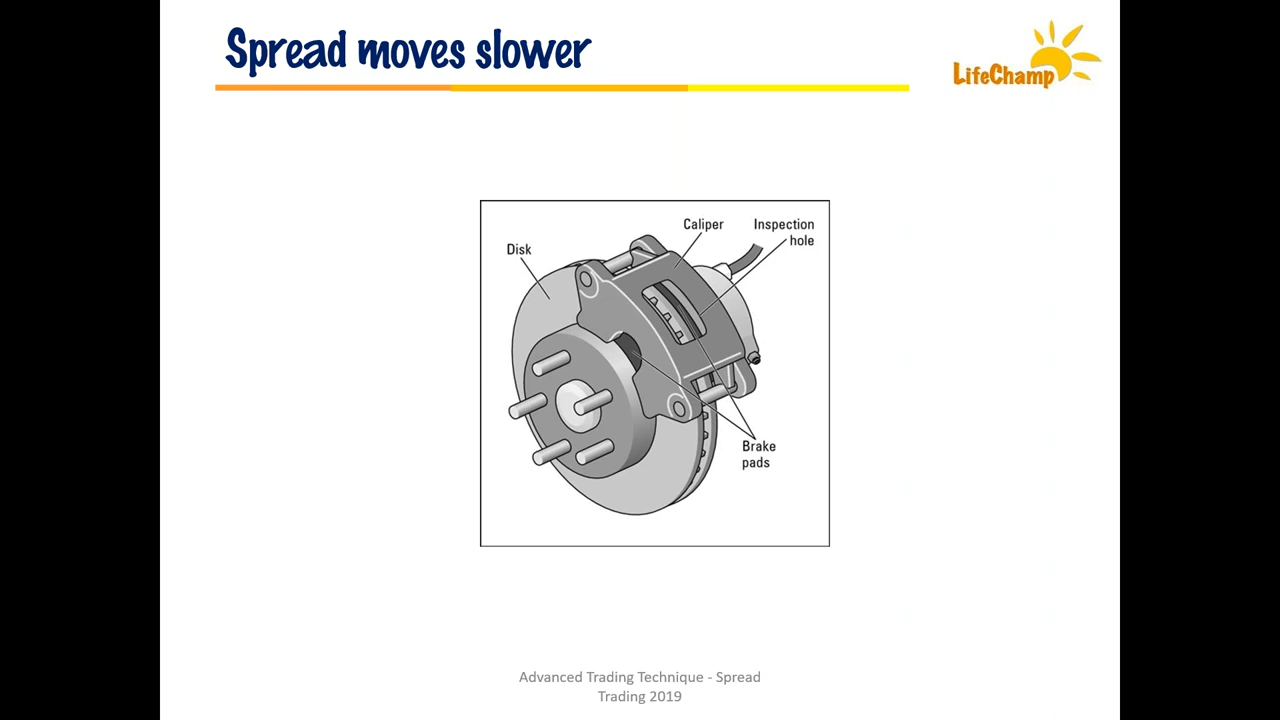 Spread moves slower
LifeChamp
Caliper
Inspection
hole
Disk
Brake
pads
Advanced Trading Technique - Spread
Trading 2019